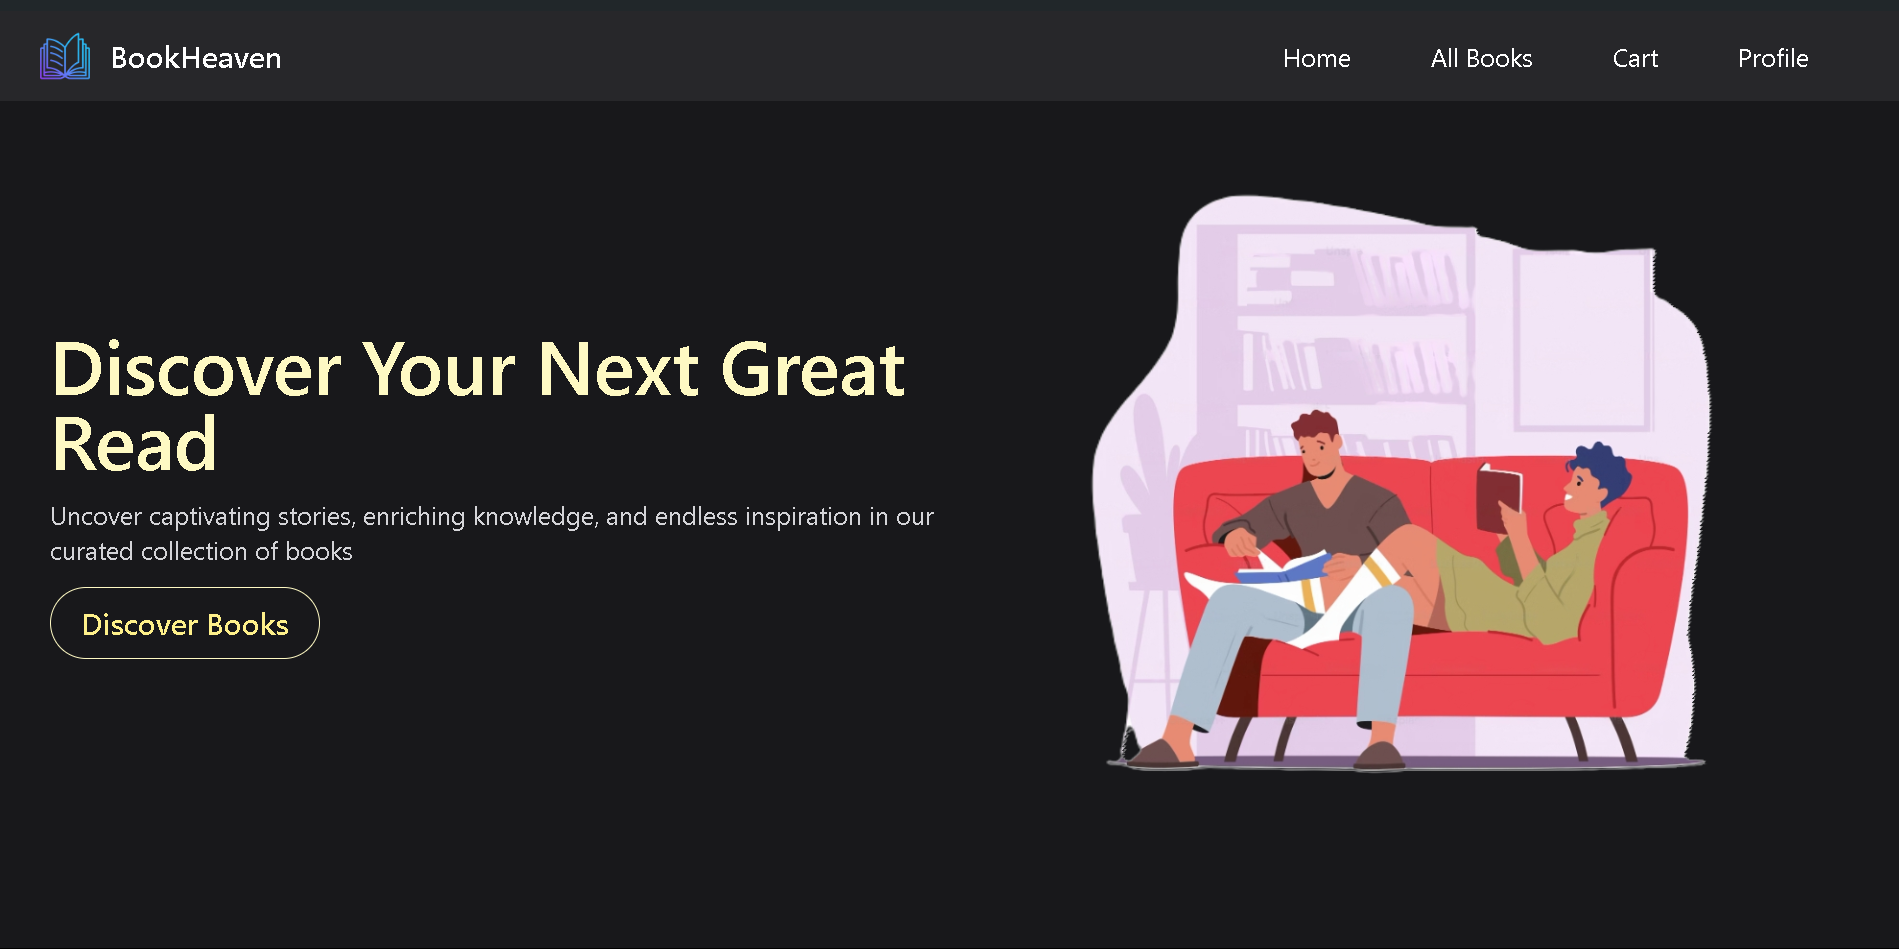 BookHeaven
Home
All Books
Cart
Profile
Discover Your Next Great
Read
Uncover captivating stories, enriching knowledge, and endless inspiration in our
curated collection of books
Discover Books